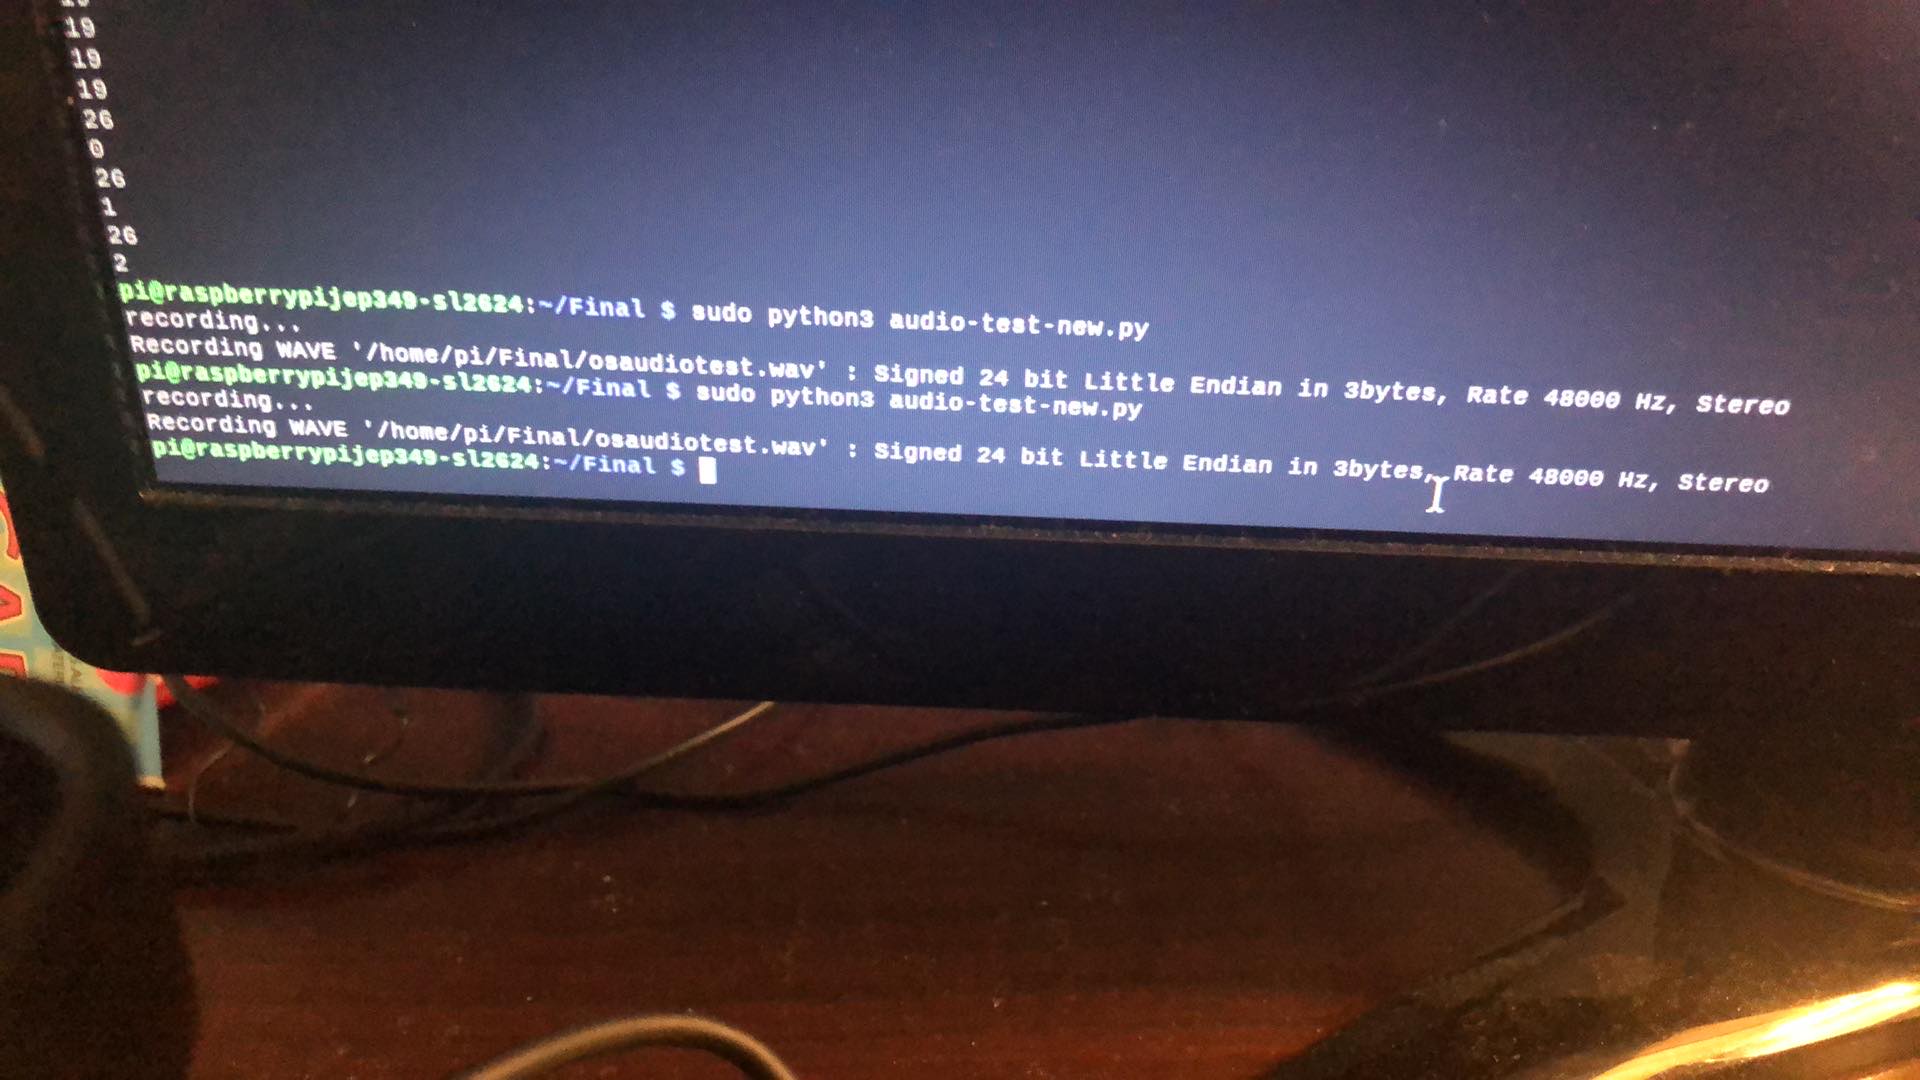 19
19
19
26
0
26
1
26
2
pi@raspberrypijep349-sl2624:~/Final $ sudo python3 audio-test-new.py
recording...
Recording WAVE '/home/pi/Final/osaudiotest.wav' : Signed 24 bit Little Endian in 3bytes, Rate 48000 Hz, Stereo
pi@raspberrypijep349-sl2624:~/Final $ sudo python3 audio-test-new.py
recording...
Recording WAVE '/home/pi/Final/osaudiotest.wav' : Signed 24 bit Little Endian in 3bytes, Rate 48000 Hz, Stereo
pi@raspberrypijep349-sl2624:~/Final $